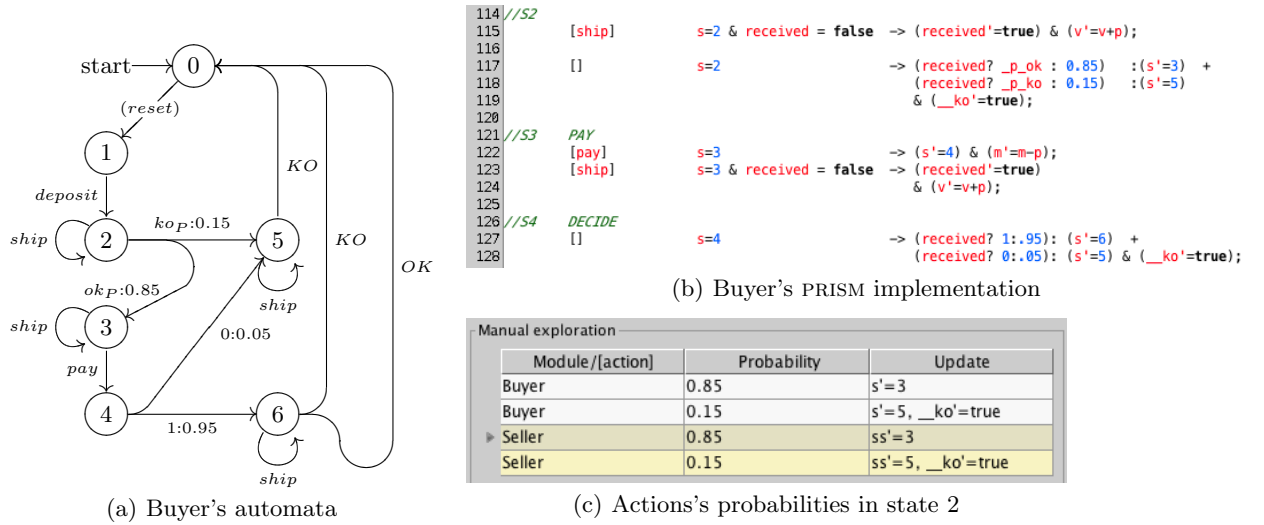 start
0
(reset)
1
deposit
ship
2
ko_P:0.15
5
KO
KO
OK
ok_P:0.85
ship
ship
3
0:0.05
pay
4
1:0.95
6
ship
(a) Buyer's automata
114 //S2
115 [ship] s=2 & received = false -> (received'=true) & (v'=v+p);
116
117 [] s=2 -> (received? _p_ok : 0.85) :(s'=3) +
118 (received? _p_ko : 0.15) :(s'=5)
119 & (__ko'=true);
120
121 //S3 PAY
122 [pay] s=3 -> (s'=4) & (m'=m-p);
123 [ship] s=3 & received = false -> (received'=true)
124 & (v'=v+p);
125
126 //S4 DECIDE
127 [] s=4 -> (received? 1:.95): (s'=6) +
128 (received? 0:.05): (s'=5) & (__ko'=true);
(b) Buyer's PRISM implementation
Manual exploration
Module/[action] Probability Update
Buyer 0.85 s'=3
Buyer 0.15 s'=5, __ko'=true
Seller 0.85 ss'=3
Seller 0.15 ss'=5, __ko'=true
(c) Actions's probabilities in state 2